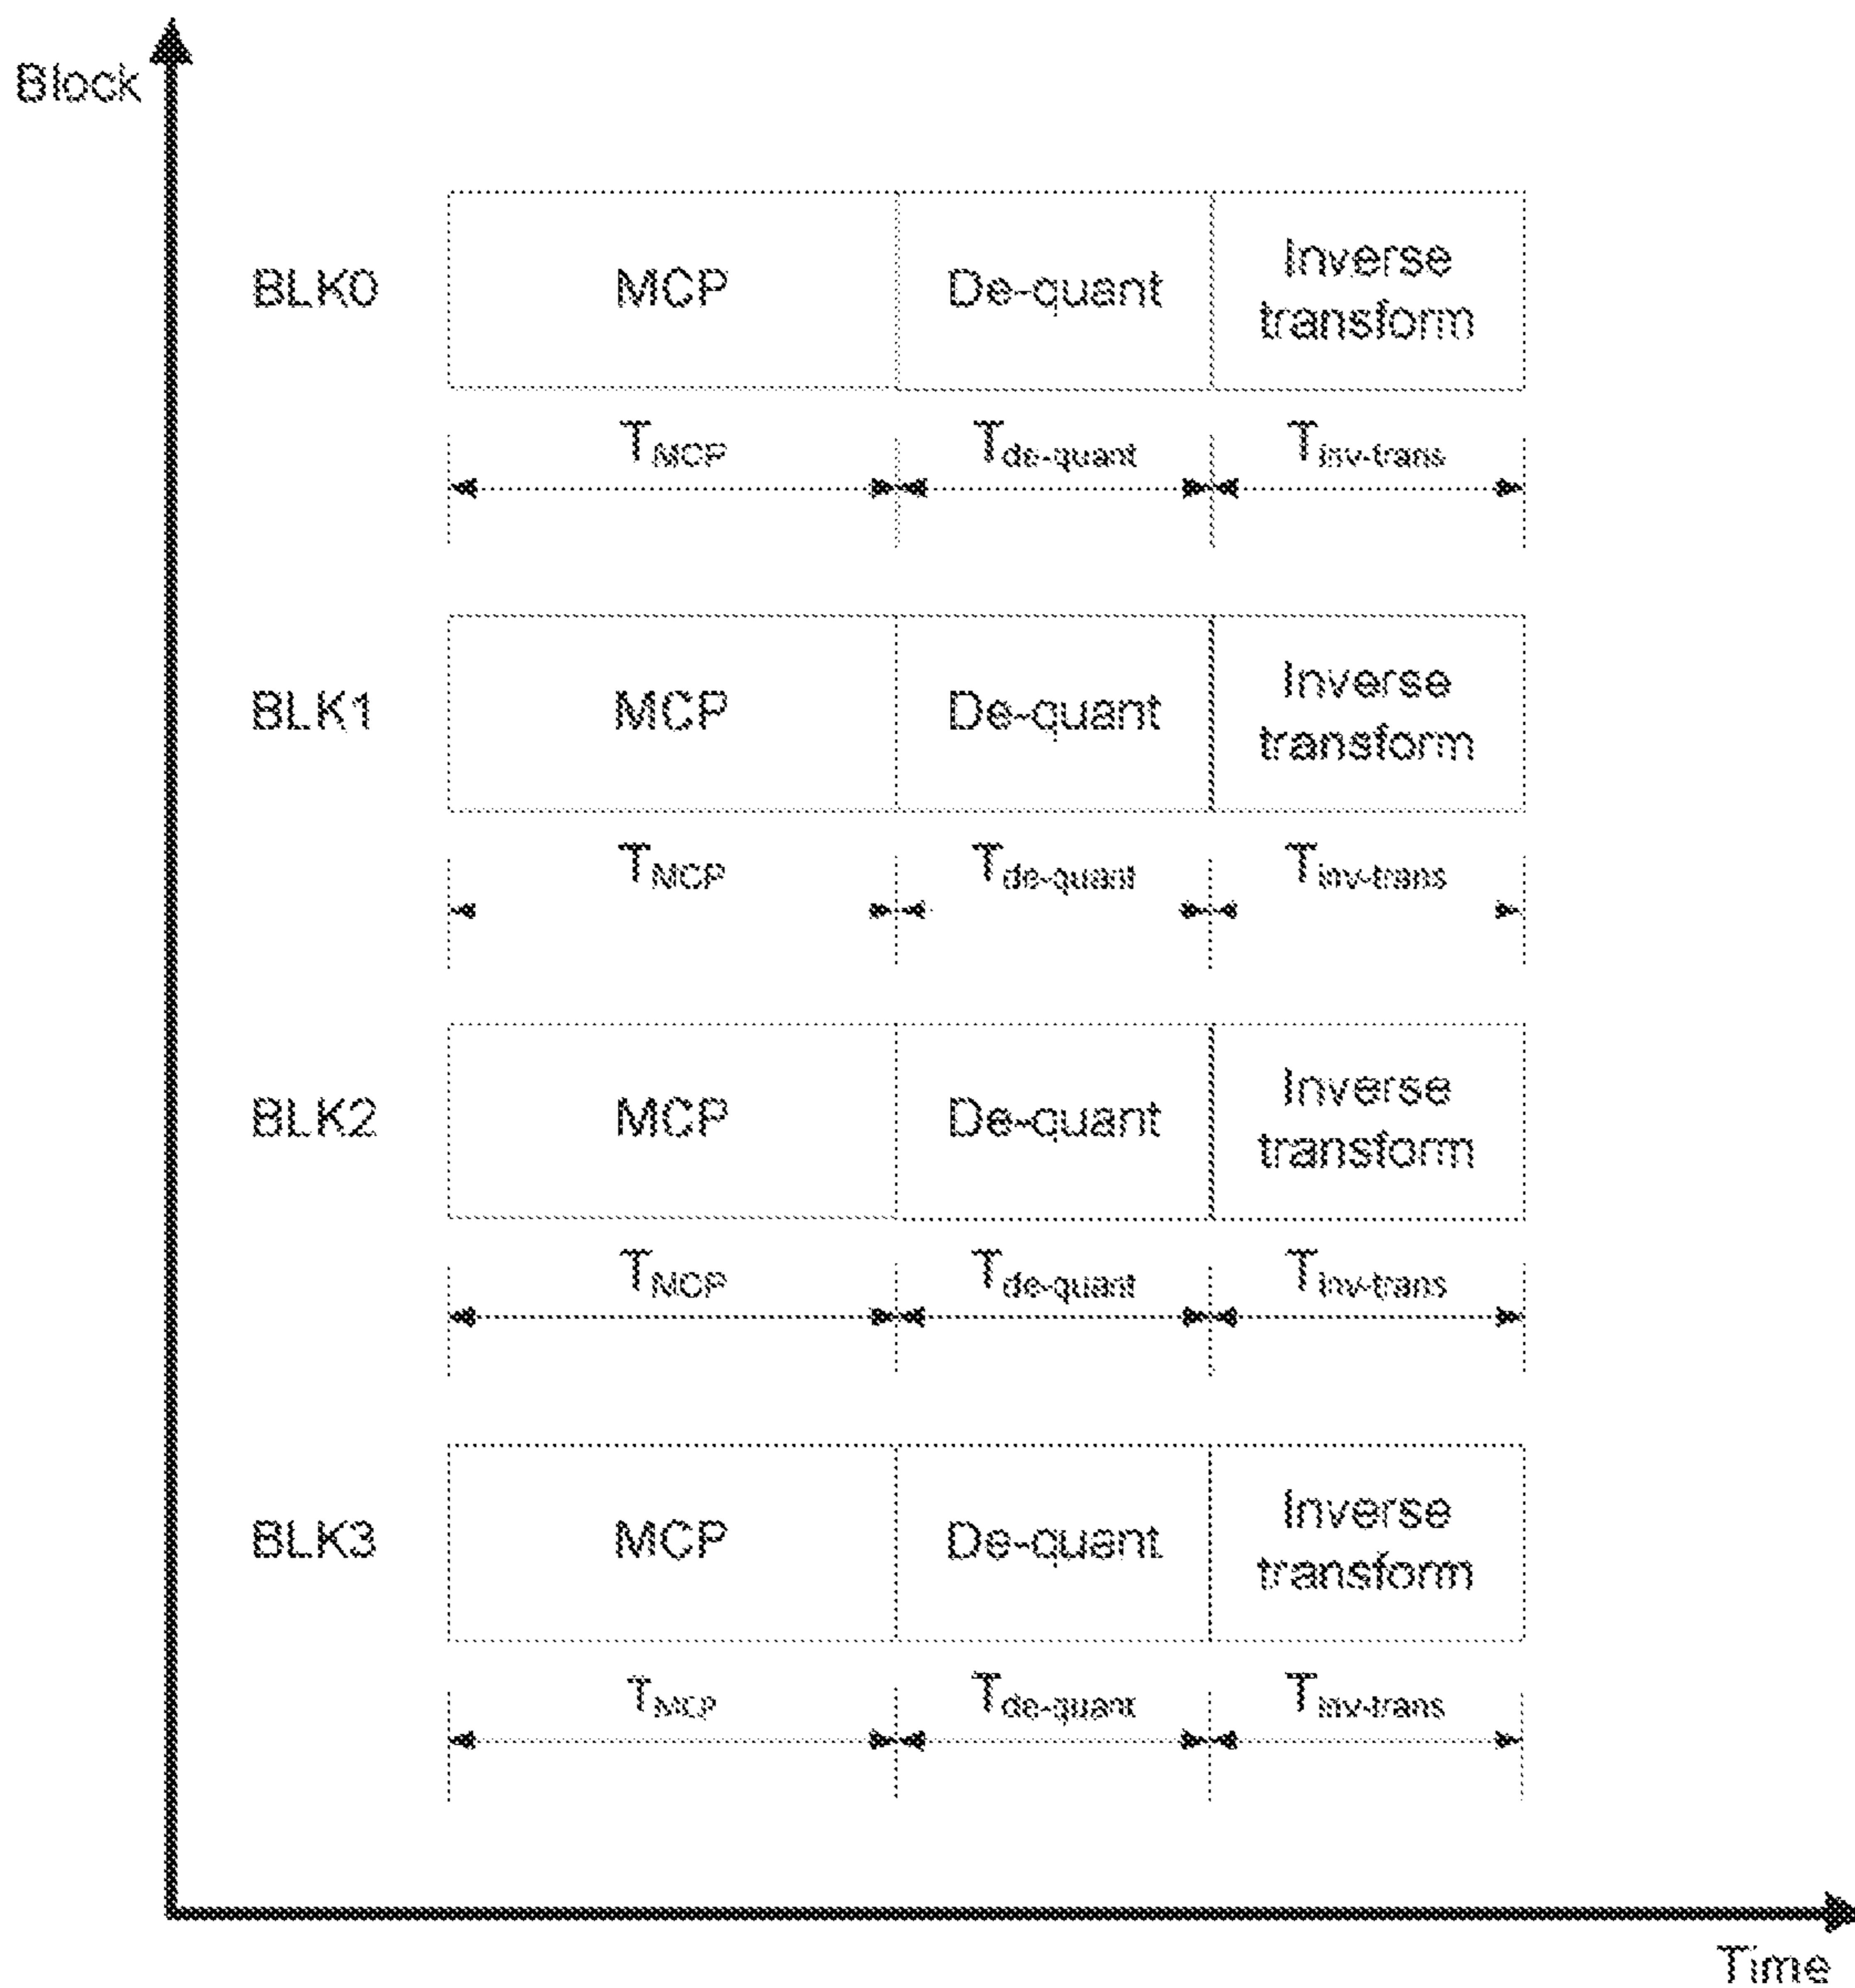 Block
BLK0 MCP De-quant Inverse transform
TMCP Tde-quant Tinv-trans
BLK1 MCP De-quant Inverse transform
TMCP Tde-quant Tinv-trans
BLK2 MCP De-quant Inverse transform
TMCP Tde-quant Tinv-trans
BLK3 MCP De-quant Inverse transform
TMCP Tde-quant Tinv-trans
Time